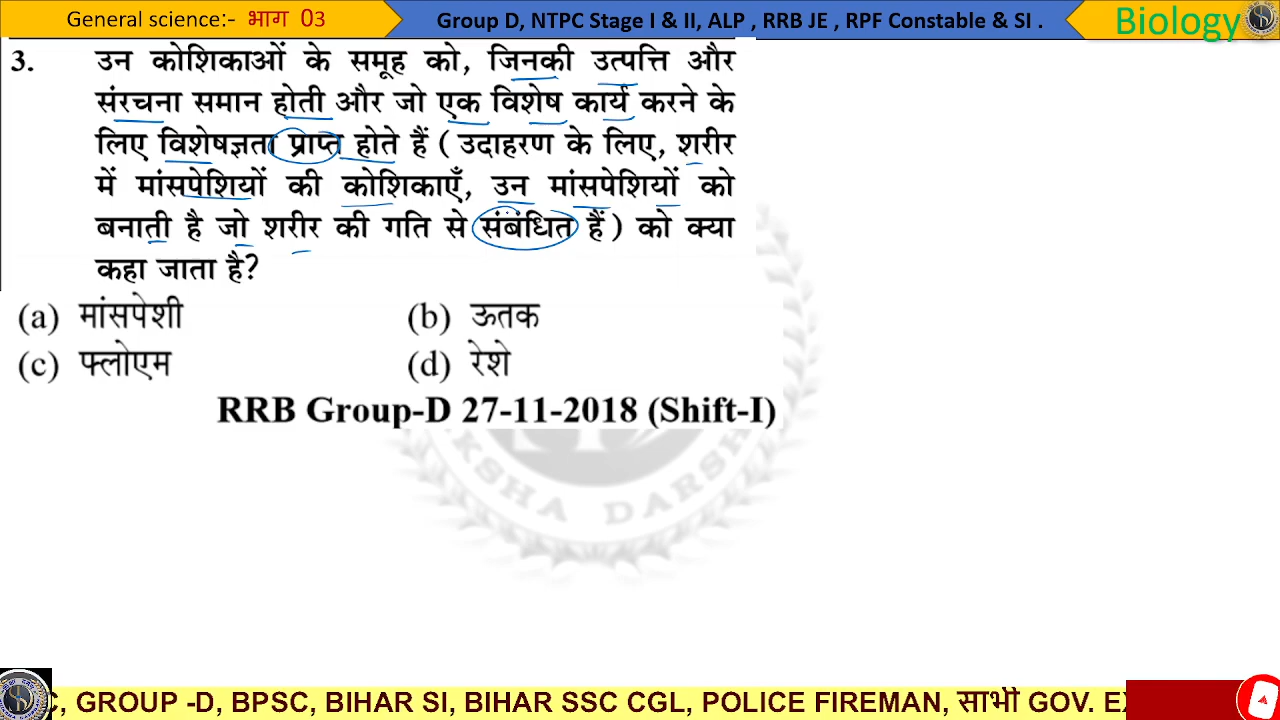 General science:- भाग 03
Group D, NTPC Stage I & II, ALP , RRB JE , RPF Constable & SI .
Biology
3. उन कोशिकाओं के समूह को, जिनकी उत्पत्ति और
संरचना समान होती और जो एक विशेष कार्य करने के
लिए विशेषज्ञता प्राप्त होते हैं ( उदाहरण के लिए, शरीर
में मांसपेशियों की कोशिकाएँ, उन मांसपेशियों को
बनाती है जो शरीर की गति से संबंधित हैं ) को क्या
कहा जाता है?
(a) मांसपेशी (b) ऊतक
(c) फ्लोएम (d) रेशे
RRB Group-D 27-11-2018 (Shift-I)
KSHA DARSH
C, GROUP -D, BPSC, BIHAR SI, BIHAR SSC CGL, POLICE FIREMAN, साभी GOV. EX